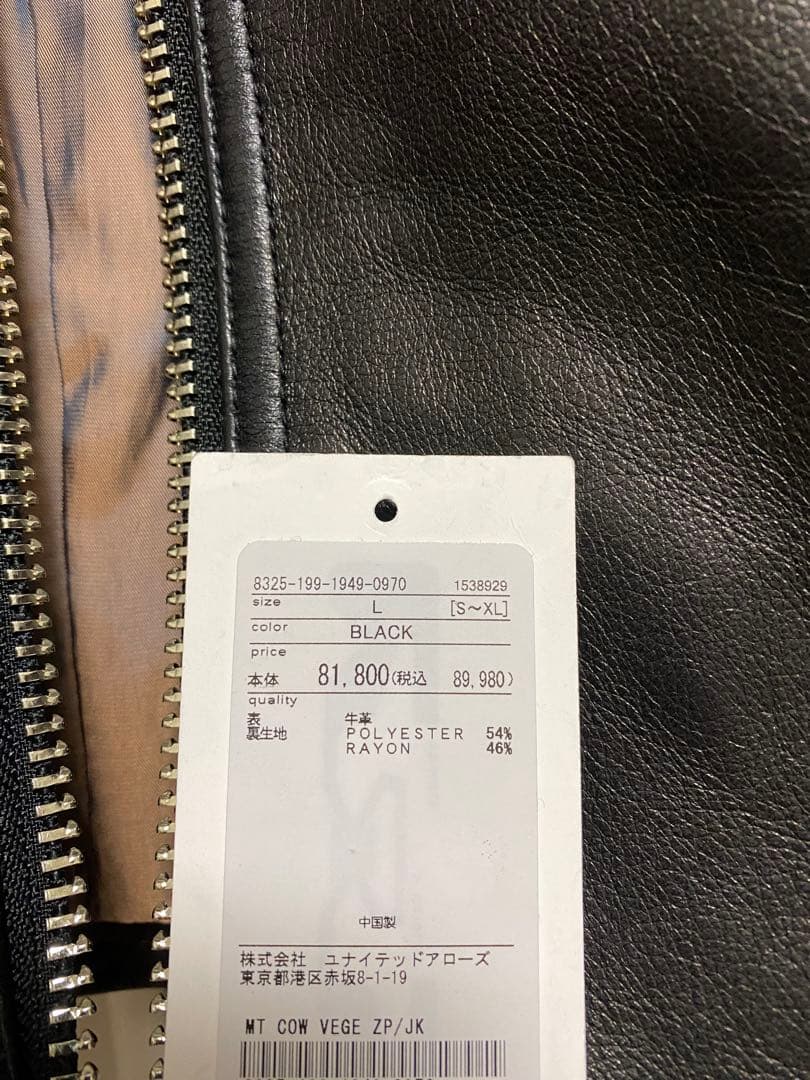 8325-199-1949-0970 1538929
size L [S～XL]
color BLACK
price
本体 81,800(税込 89,980)
quality
表 牛革
裏生地 POLYESTER 54%
RAYON 46%
中国製
株式会社 ユナイテッドアローズ
東京都港区赤坂8-1-19
MT COW VEGE ZP/JK